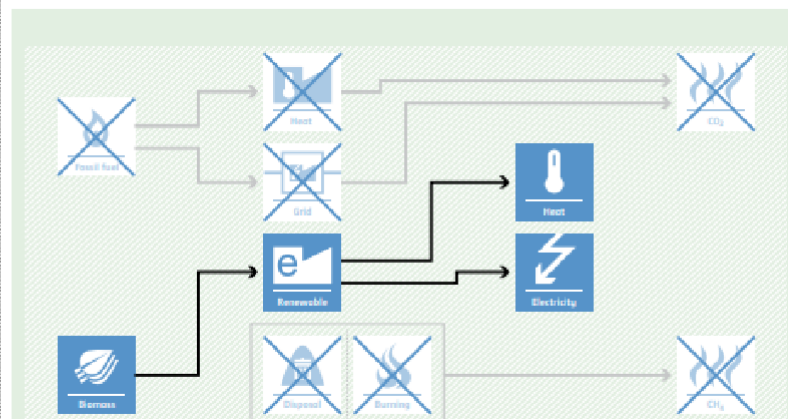 Fossil fuel
Heat
CO₂
Grid
Heat
Renewable
Electricity
Biomass
Disposal
Burning
CH₄